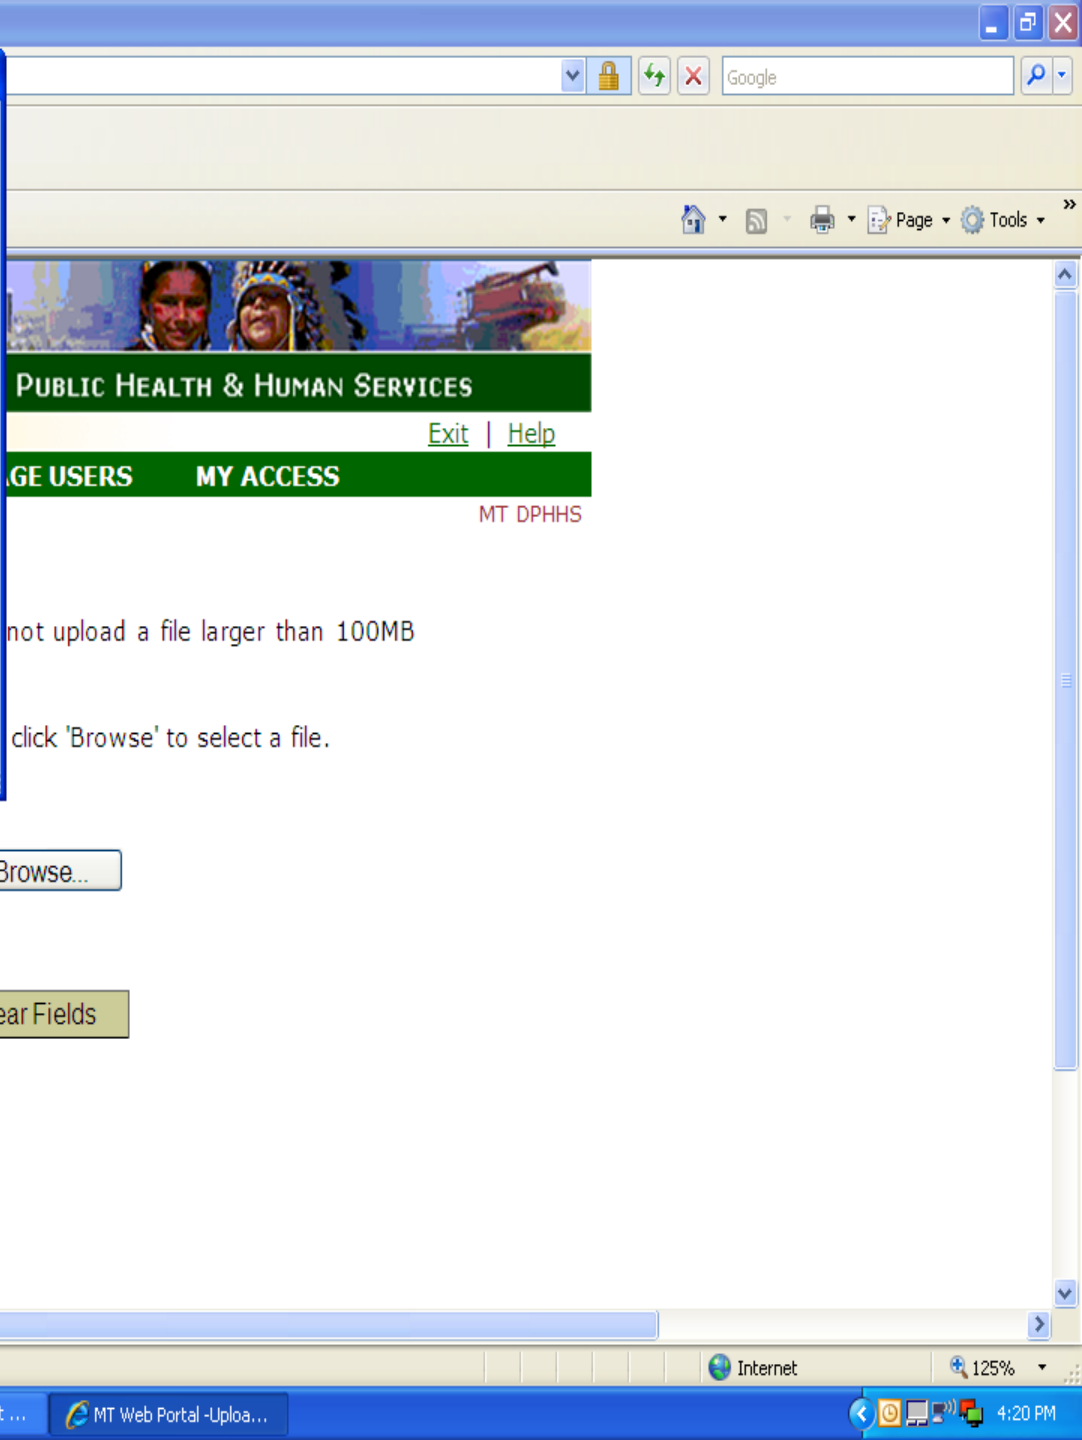 Google
Page
Tools
»
PUBLIC HEALTH & HUMAN SERVICES
Exit | Help
GE USERS MY ACCESS
MT DPHHS
not upload a file larger than 100MB
click 'Browse' to select a file.
Browse...
ear Fields
Internet 125%
t ... MT Web Portal -Uploa... 4:20 PM